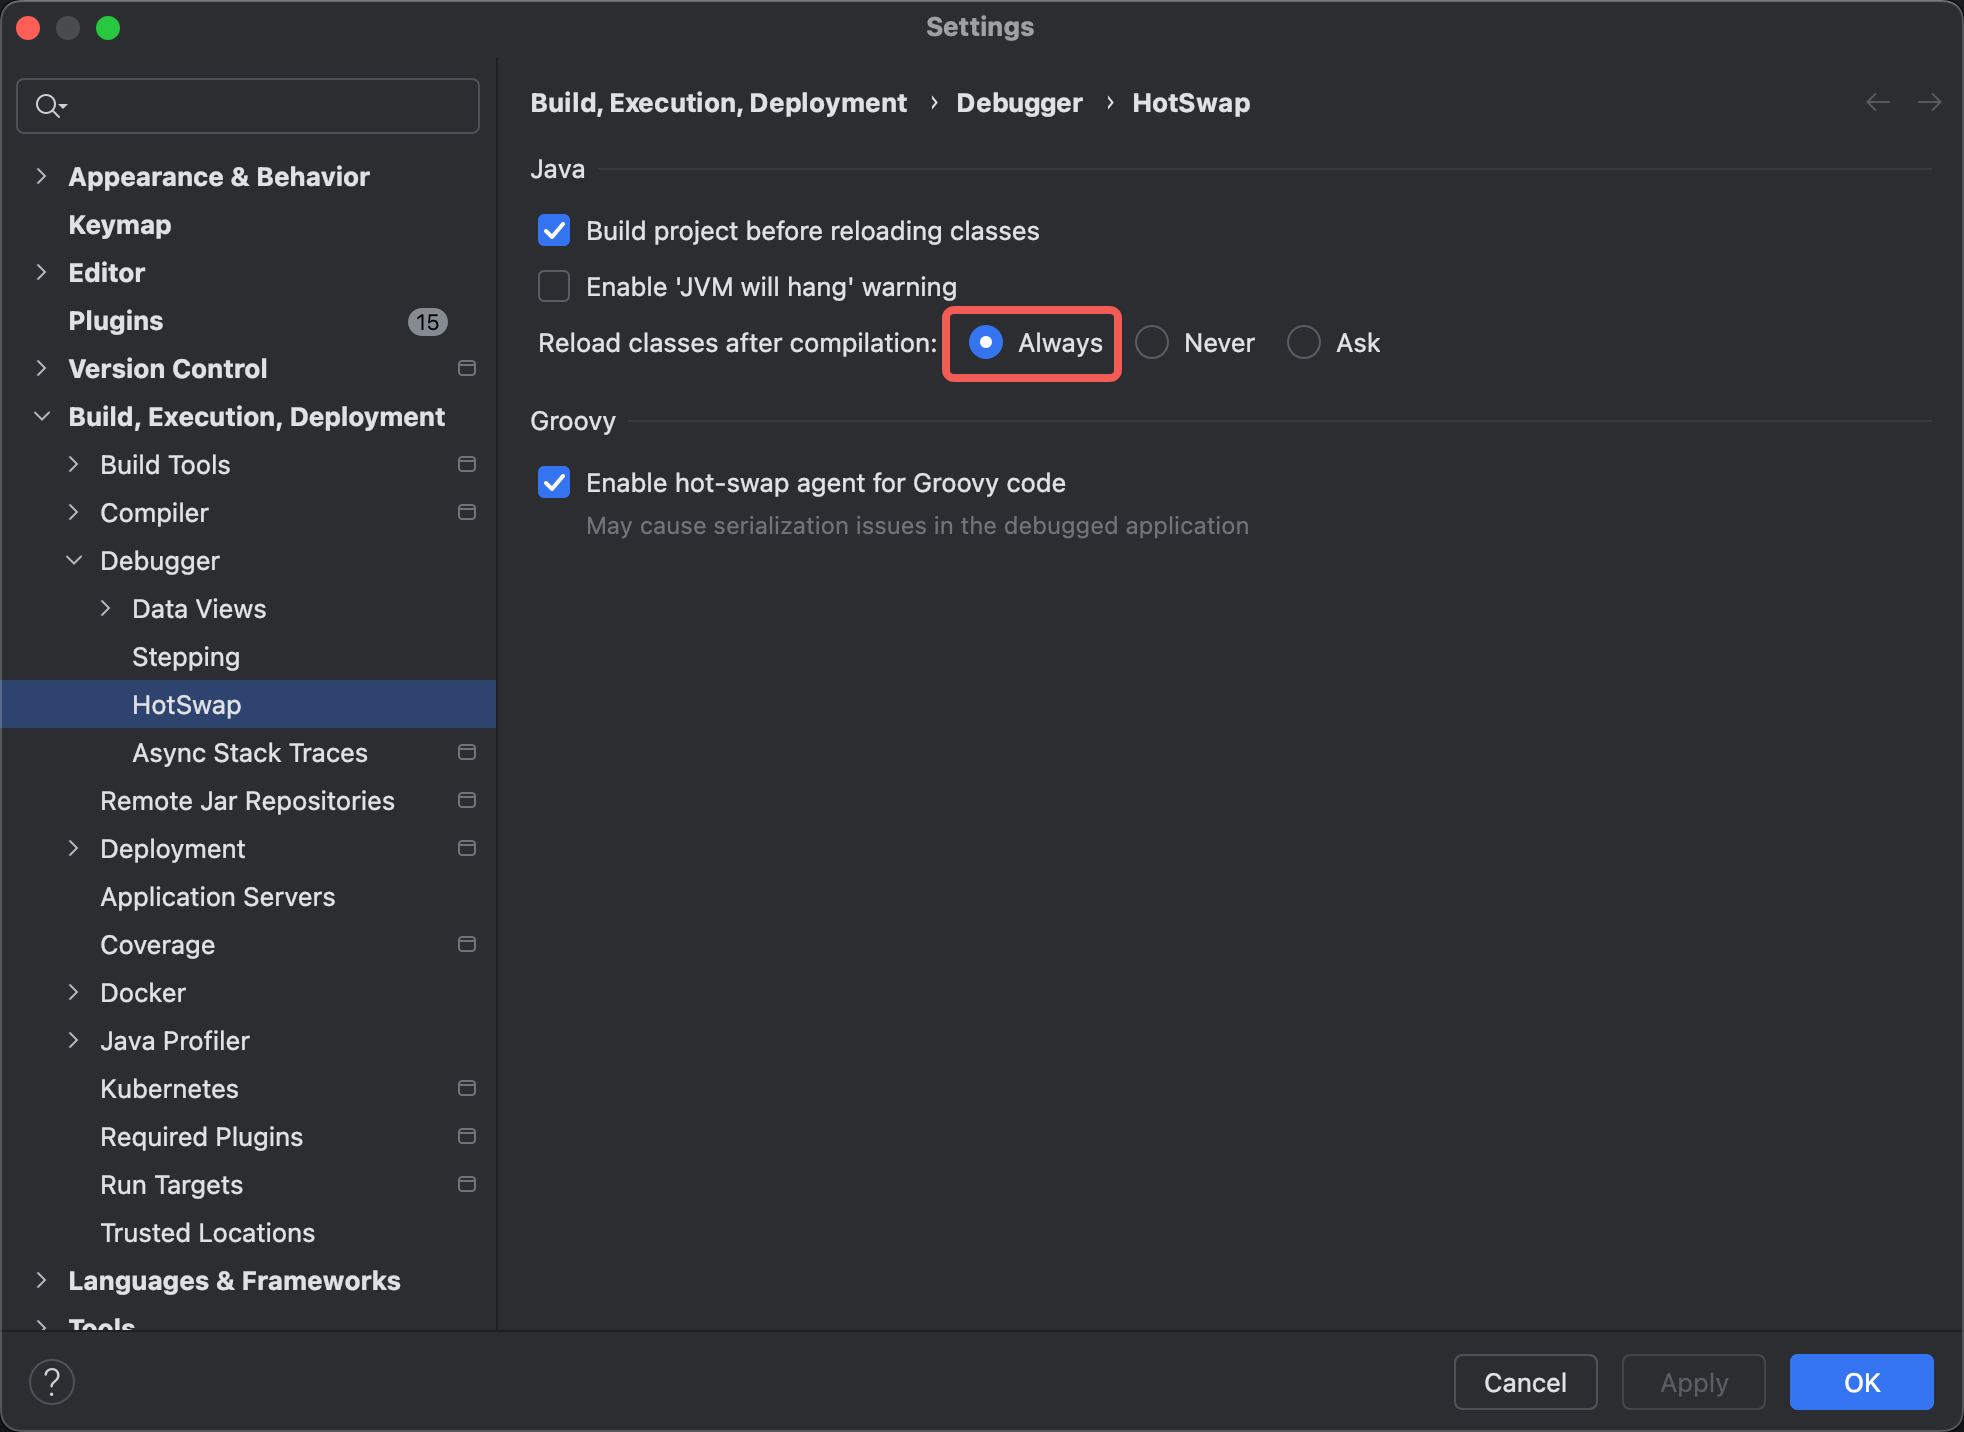 Settings
Appearance & Behavior
Keymap
Editor
Plugins 15
Version Control
Build, Execution, Deployment
Build Tools
Compiler
Debugger
Data Views
Stepping
HotSwap
Async Stack Traces
Remote Jar Repositories
Deployment
Application Servers
Coverage
Docker
Java Profiler
Kubernetes
Required Plugins
Run Targets
Trusted Locations
Languages & Frameworks
Tools
Build, Execution, Deployment › Debugger › HotSwap
Java
Build project before reloading classes
Enable 'JVM will hang' warning
Reload classes after compilation: Always Never Ask
Groovy
Enable hot-swap agent for Groovy code
May cause serialization issues in the debugged application
? Cancel Apply OK